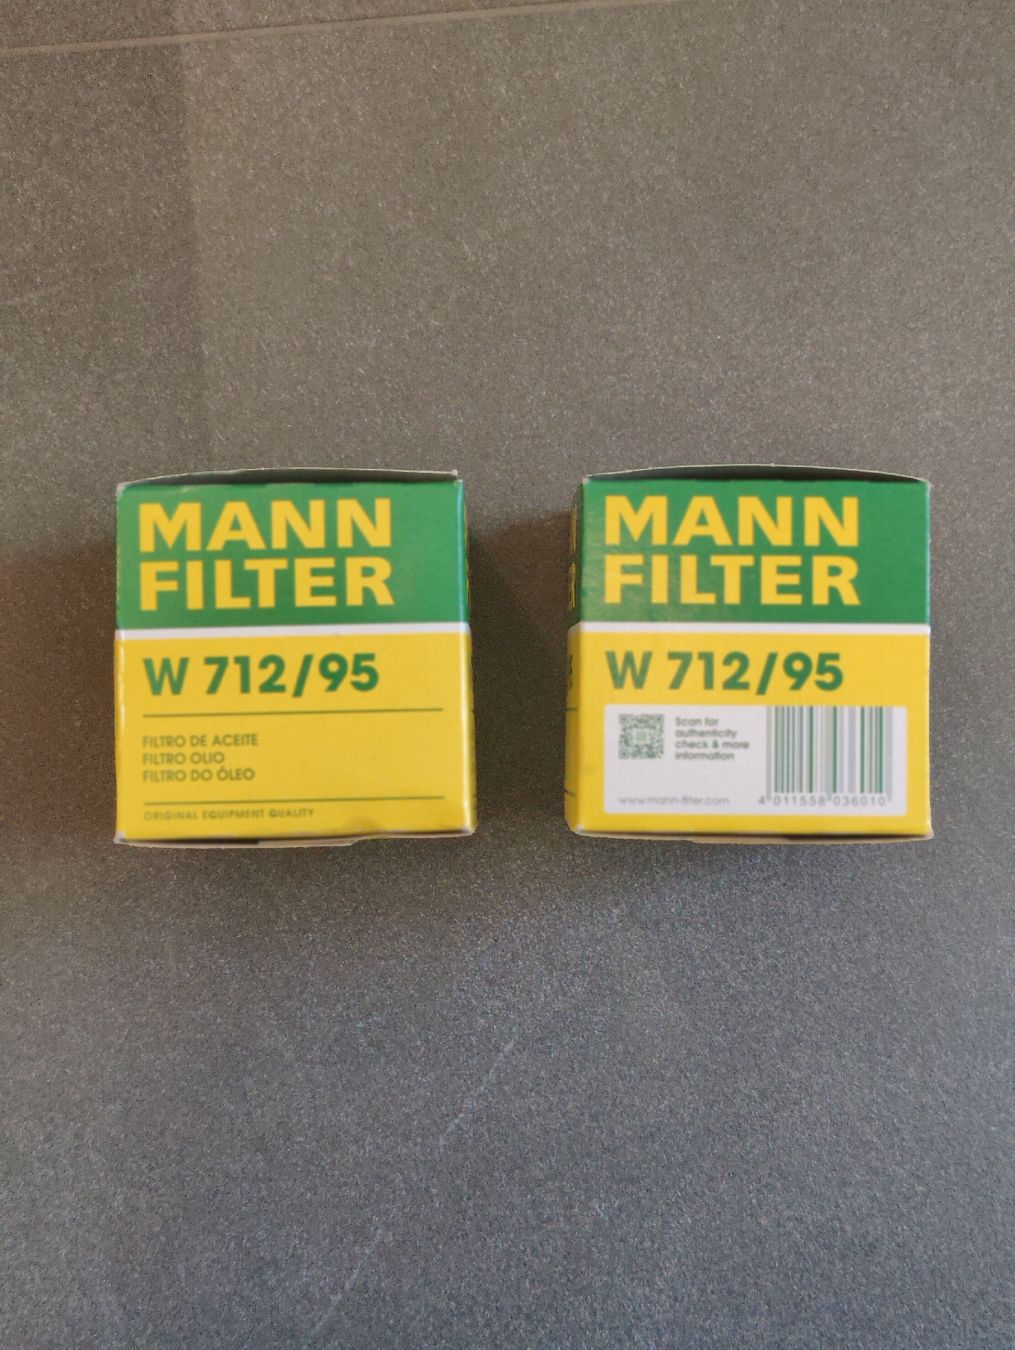 MANN
FILTER
W 712/95
FILTRO DE ACEITE
FILTRO OLIO
FILTRO DO ÓLEO
ORIGINAL EQUIPMENT QUALITY
MANN
FILTER
W 712/95
Scan for
authenticity
check & more
information
www.mann-filter.com
4 011558 036010